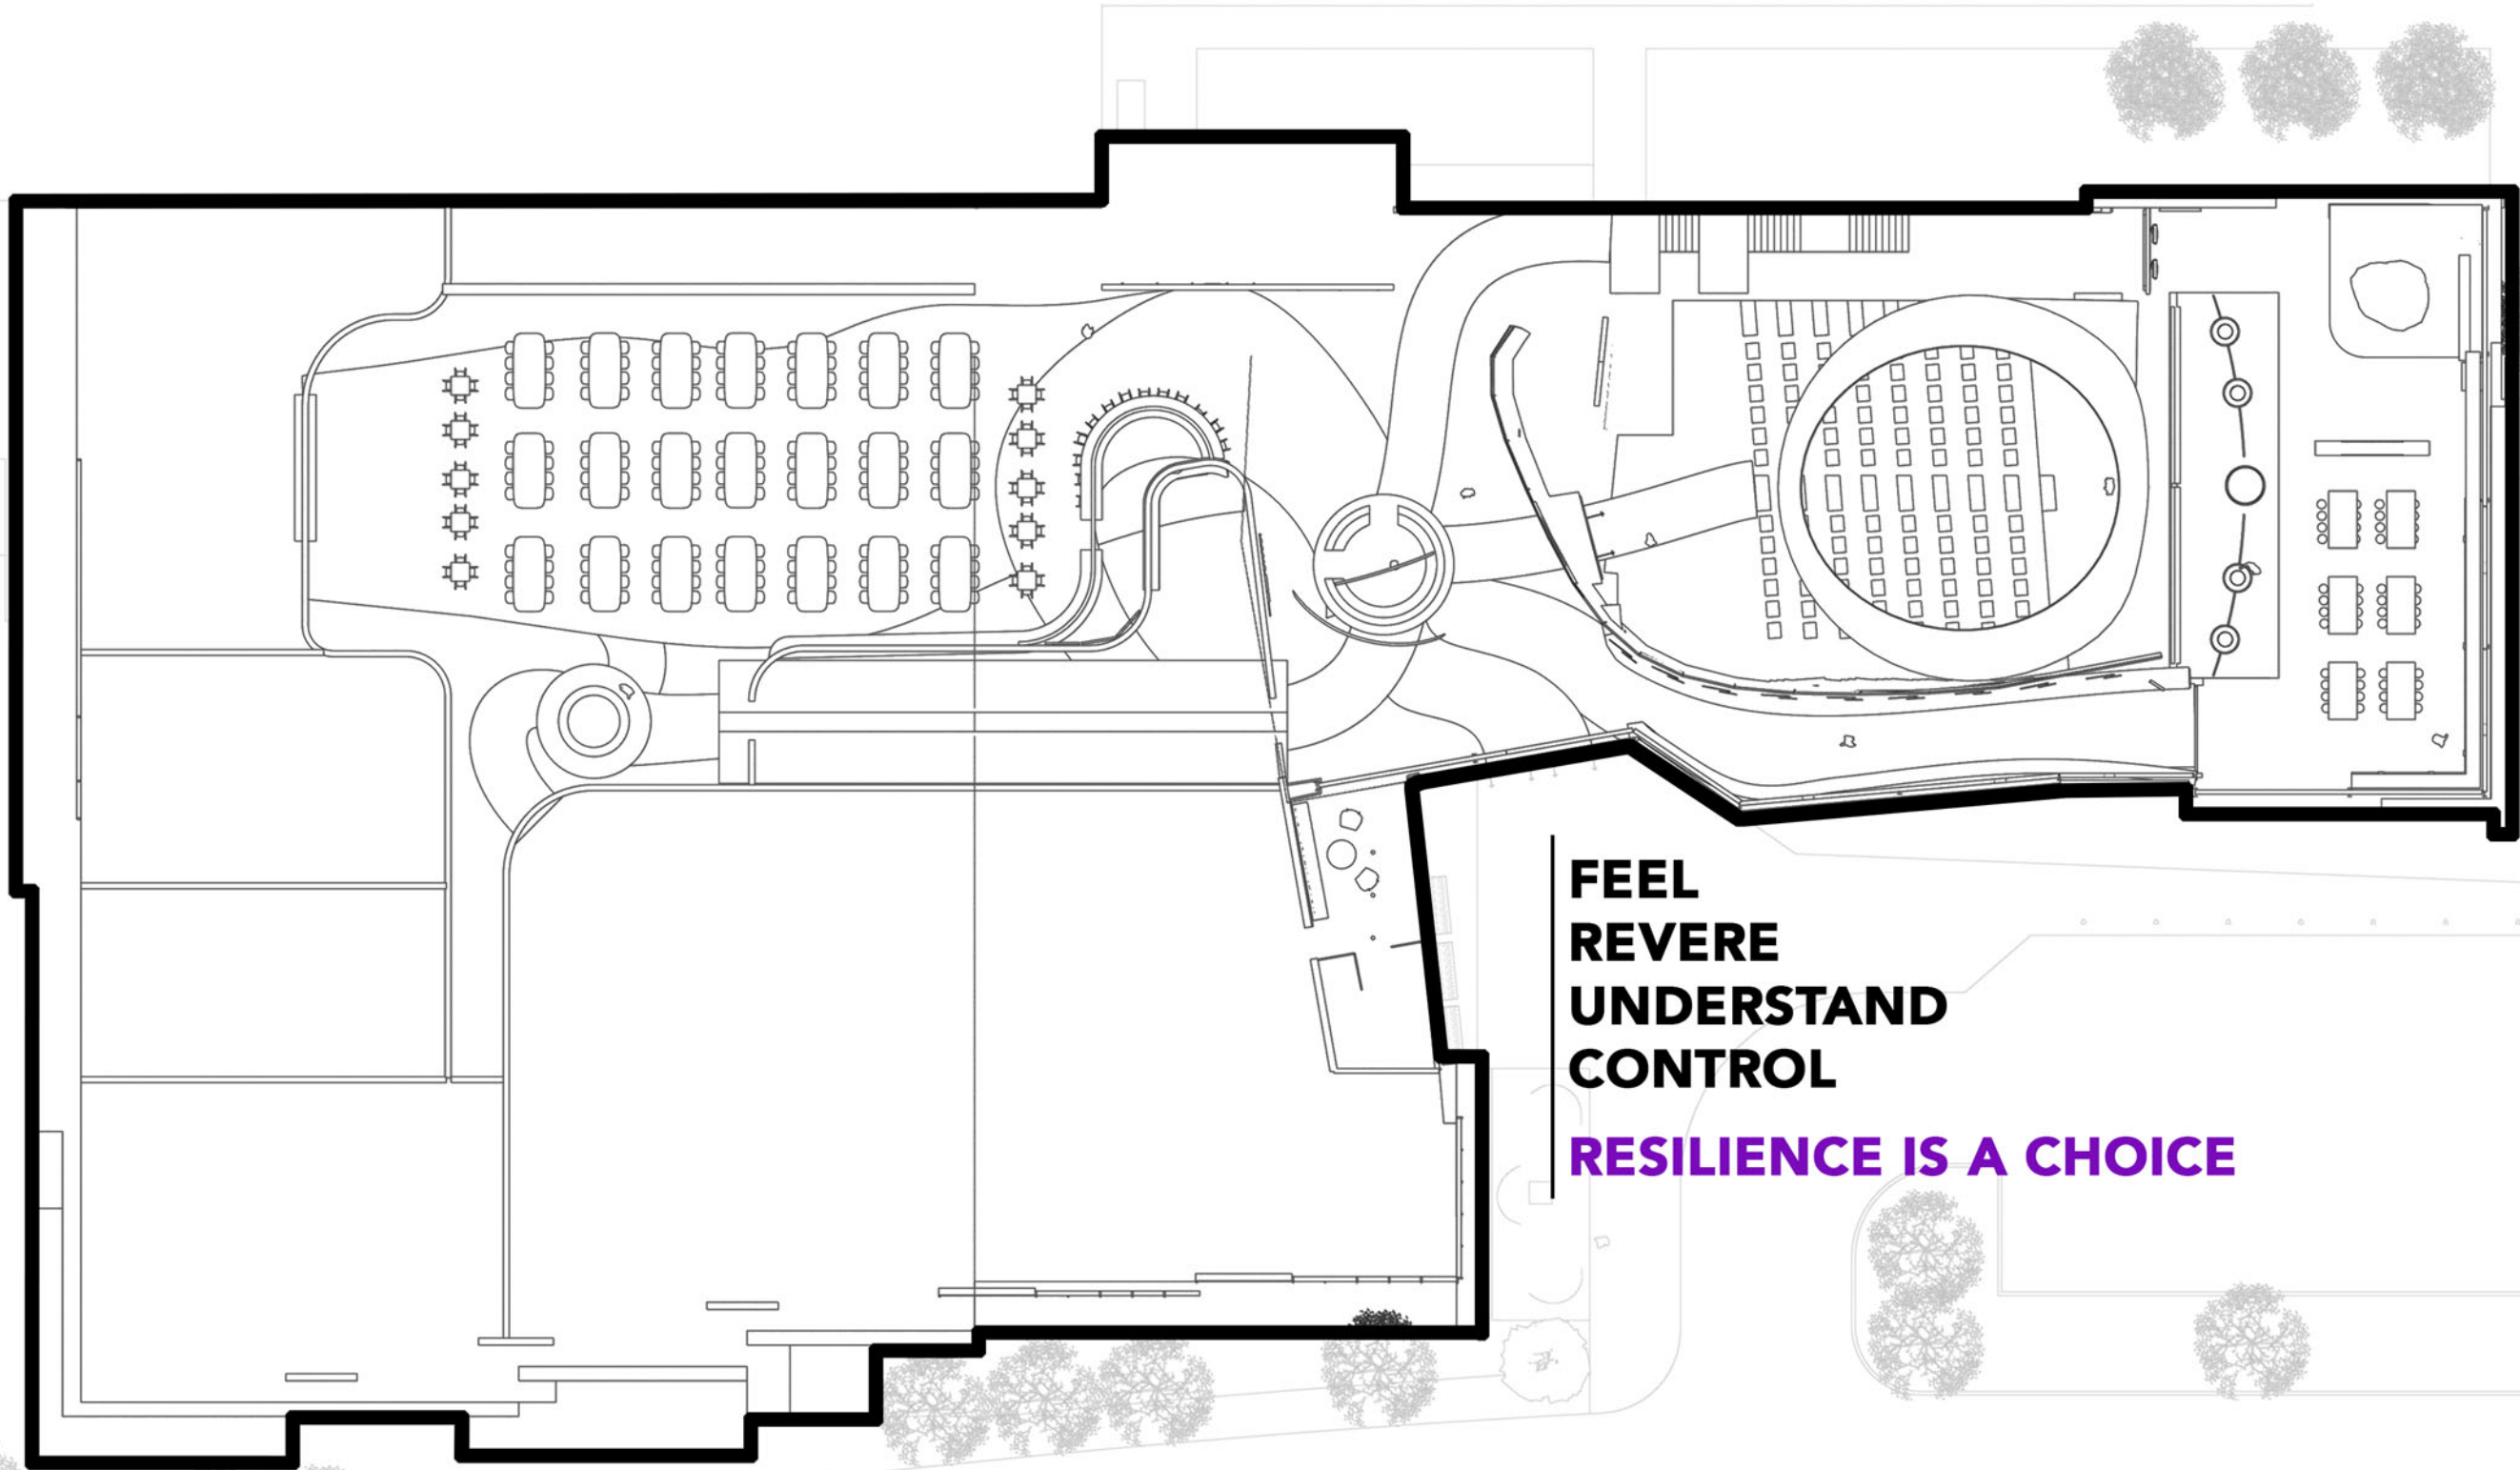 FEEL
REVERE
UNDERSTAND
CONTROL
RESILIENCE IS A CHOICE